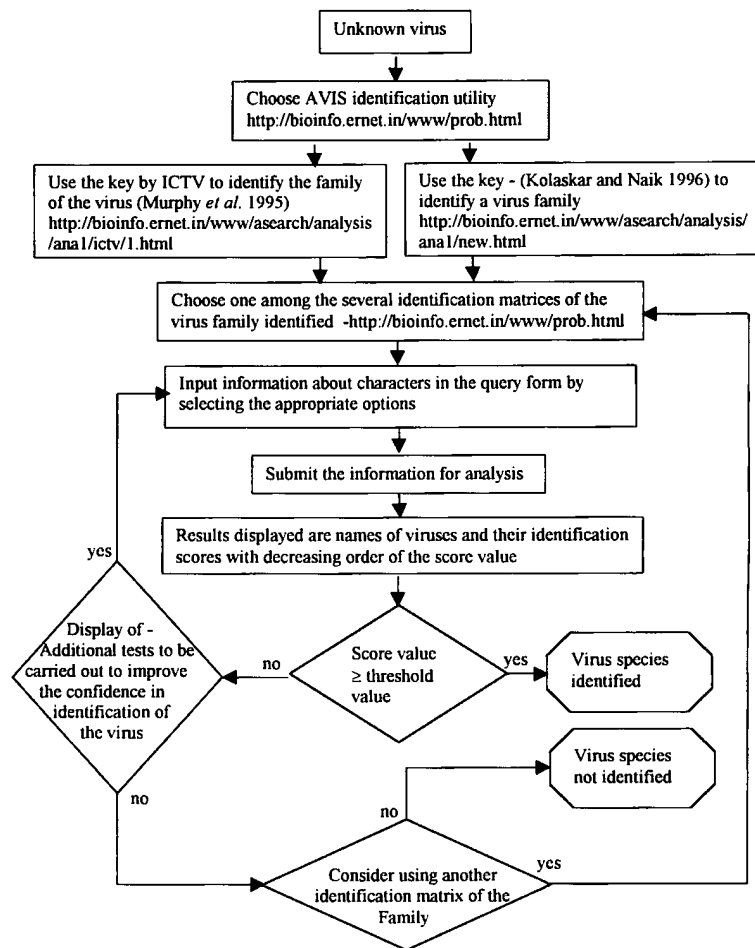 Unknown virus
Choose AVIS identification utility
http://bioinfo.ernet.in/www/prob.html
Use the key by ICTV to identify the family
of the virus (Murphy et al. 1995)
http://bioinfo.ernet.in/www/asearch/analysis
/ana1/ictv/1.html
Use the key - (Kolaskar and Naik 1996) to
identify a virus family
http://bioinfo.ernet.in/www/asearch/analysis/
ana1/new.html
Choose one among the several identification matrices of the
virus family identified -http://bioinfo.ernet.in/www/prob.html
Input information about characters in the query form by
selecting the appropriate options
Submit the information for analysis
Results displayed are names of viruses and their identification
scores with decreasing order of the score value
yes
Display of -
Additional tests to be
carried out to improve
the confidence in
identification of
the virus
no
Score value
≥ threshold
value
yes
Virus species
identified
Virus species
not identified
no
no
yes
Consider using another
identification matrix of the
Family